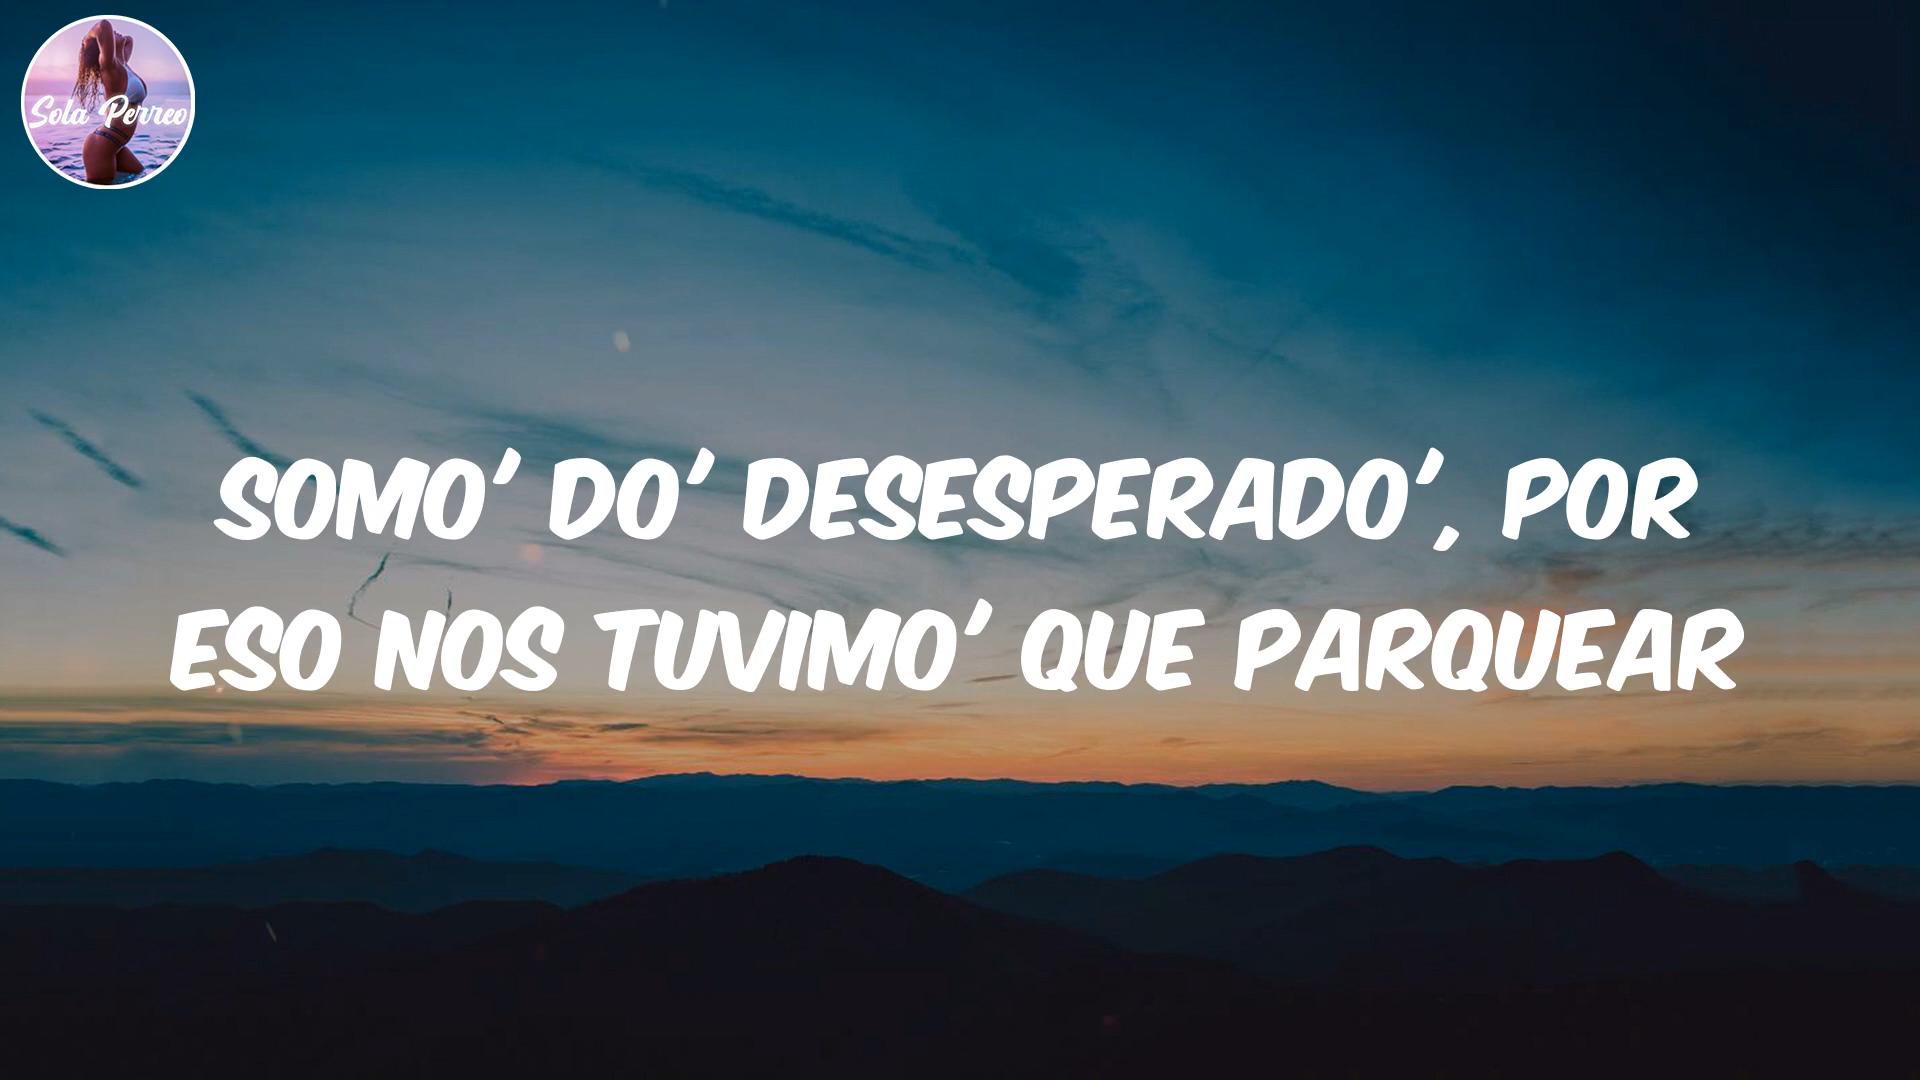 Sola Perreo
SOMO' DO' DESESPERADO', POR
ESO NOS TUVIMO' QUE PARQUEAR